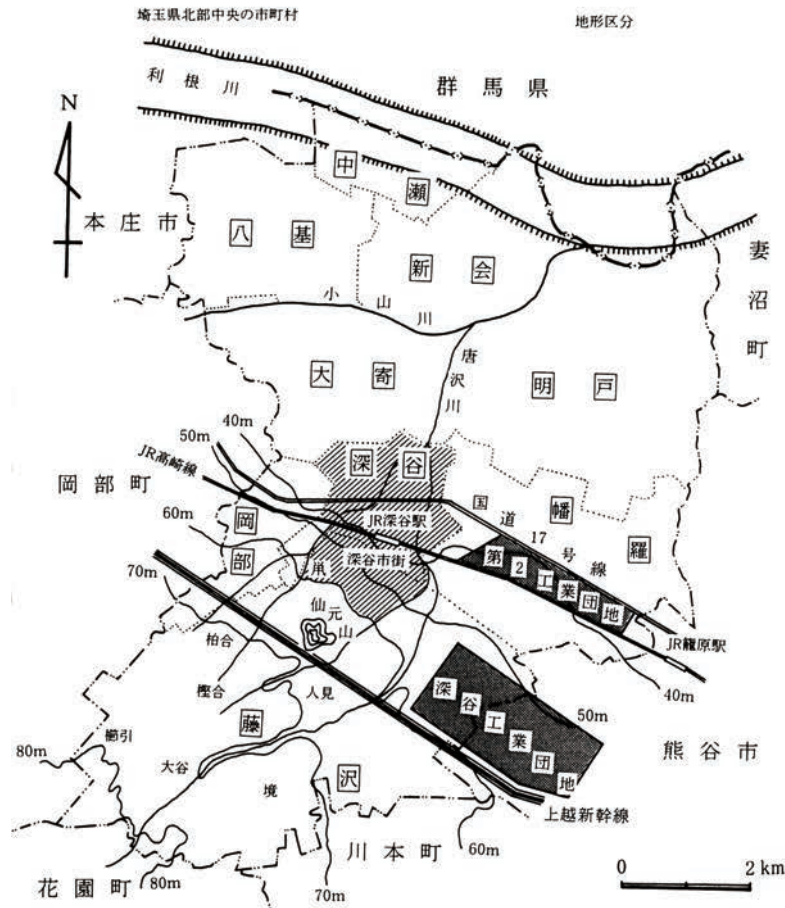 埼玉県北部中央の市町村
地形区分
利根川
群馬県
N
中瀬
本庄市
八基
新会
妻沼町
小山川
唐沢川
大寄
明戸
40m
50m
深谷
JR高崎線
岡部町
国道17号線
幡羅
60m
JR深谷駅
岡部
深谷市街
第2工業団地
70m
仙元山
柏合
JR籠原駅
40m
樫合
人見
深谷工業団地
50m
藤沢
櫛引
熊谷市
80m
大谷
境
上越新幹線
60m
川本町
花園町
80m
70m
0 2km